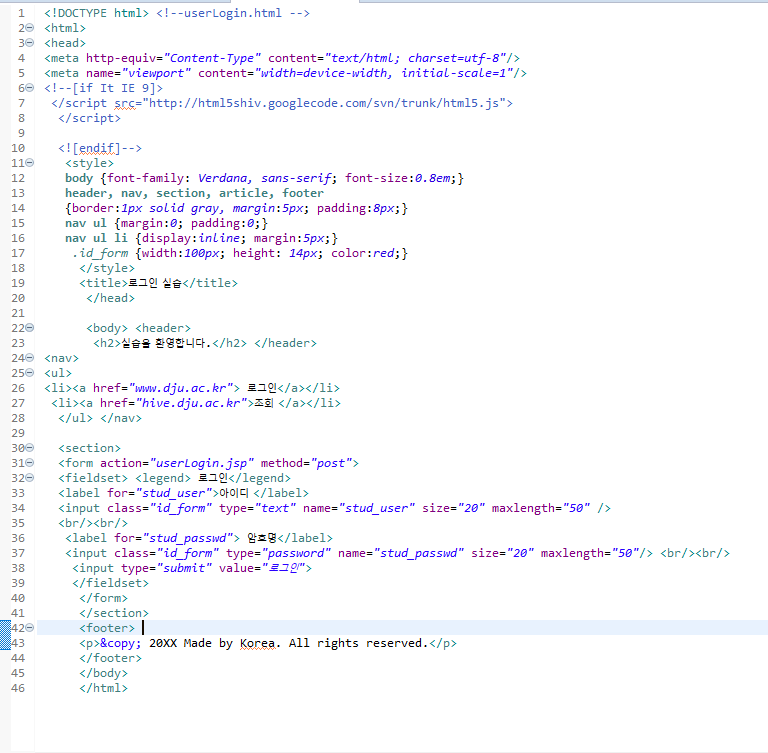 1 <!DOCTYPE html> <!--userLogin.html -->
2 <html>
3 <head>
4 <meta http-equiv="Content-Type" content="text/html; charset=utf-8"/>
5 <meta name="viewport" content="width=device-width, initial-scale=1"/>
6 <!--[if It IE 9]>
7 </script src="http://html5shiv.googlecode.com/svn/trunk/html5.js">
8 </script>
9
10 <![endif]-->
11 <style>
12 body {font-family: Verdana, sans-serif; font-size:0.8em;}
13 header, nav, section, article, footer
14 {border:1px solid gray, margin:5px; padding:8px;}
15 nav ul {margin:0; padding:0;}
16 nav ul li {display:inline; margin:5px;}
17 .id_form {width:100px; height: 14px; color:red;}
18 </style>
19 <title>로그인 실습</title>
20 </head>
21
22 <body> <header>
23 <h2>실습을 환영합니다.</h2> </header>
24 <nav>
25 <ul>
26 <li><a href="www.dju.ac.kr"> 로그인</a></li>
27 <li><a href="hive.dju.ac.kr">조회 </a></li>
28 </ul> </nav>
29
30 <section>
31 <form action="userLogin.jsp" method="post">
32 <fieldset> <legend> 로그인</legend>
33 <label for="stud_user">아이디 </label>
34 <input class="id_form" type="text" name="stud_user" size="20" maxlength="50" />
35 <br/><br/>
36 <label for="stud_passwd"> 암호명</label>
37 <input class="id_form" type="password" name="stud_passwd" size="20" maxlength="50"/> <br/><br/>
38 <input type="submit" value="로그인">
39 </fieldset>
40 </form>
41 </section>
42 <footer>
43 <p>&copy; 20XX Made by Korea. All rights reserved.</p>
44 </footer>
45 </body>
46 </html>